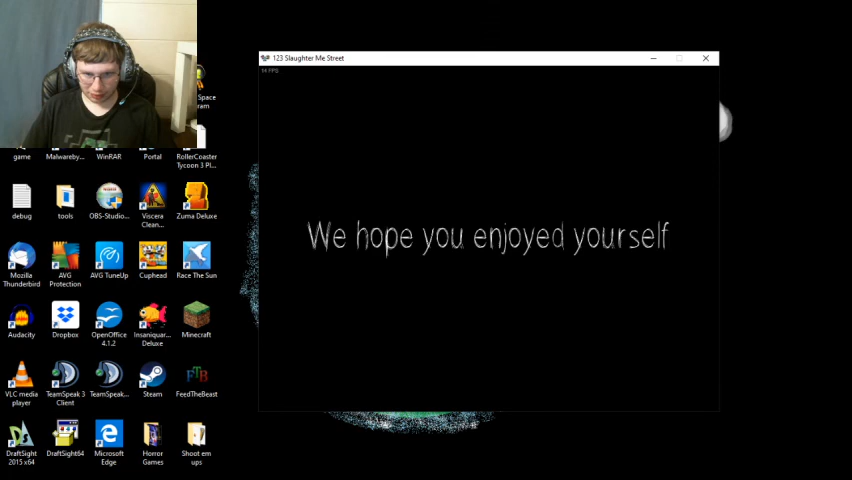 123 Slaughter Me Street
14 FPS
We hope you enjoyed yourself
Space
ram
game
Malwareby...
WinRAR
Portal
RollerCoaster
Tycoon 3 Pl...
debug
tools
OBS-Studio...
Viscera
Clean...
Zuma Deluxe
Mozilla
Thunderbird
AVG
Protection
AVG TuneUp
Cuphead
Race The Sun
Audacity
Dropbox
OpenOffice
4.1.2
Insaniquar...
Deluxe
Minecraft
VLC media
player
TeamSpeak 3
Client
TeamSpeak...
Steam
FTB
FeedTheBeast
DraftSight
2015 x64
DraftSight64
Microsoft
Edge
Horror
Games
Shoot em
ups